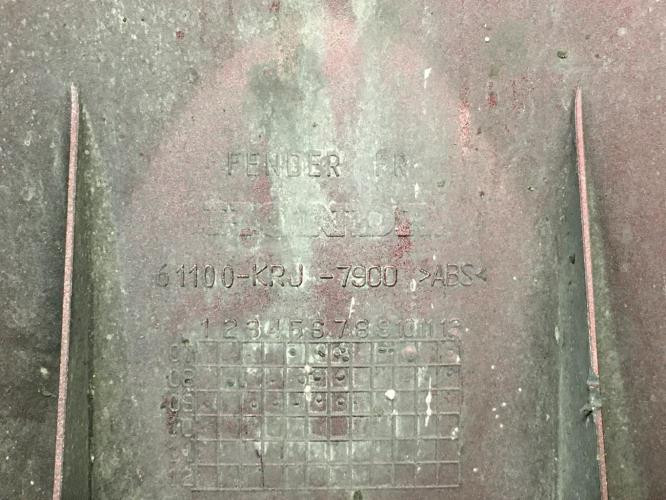 FENDER FR
HONDA
61100-KRJ-7900 >ABS<
1 2 3 4 5 6 7 8 9 10 11 12